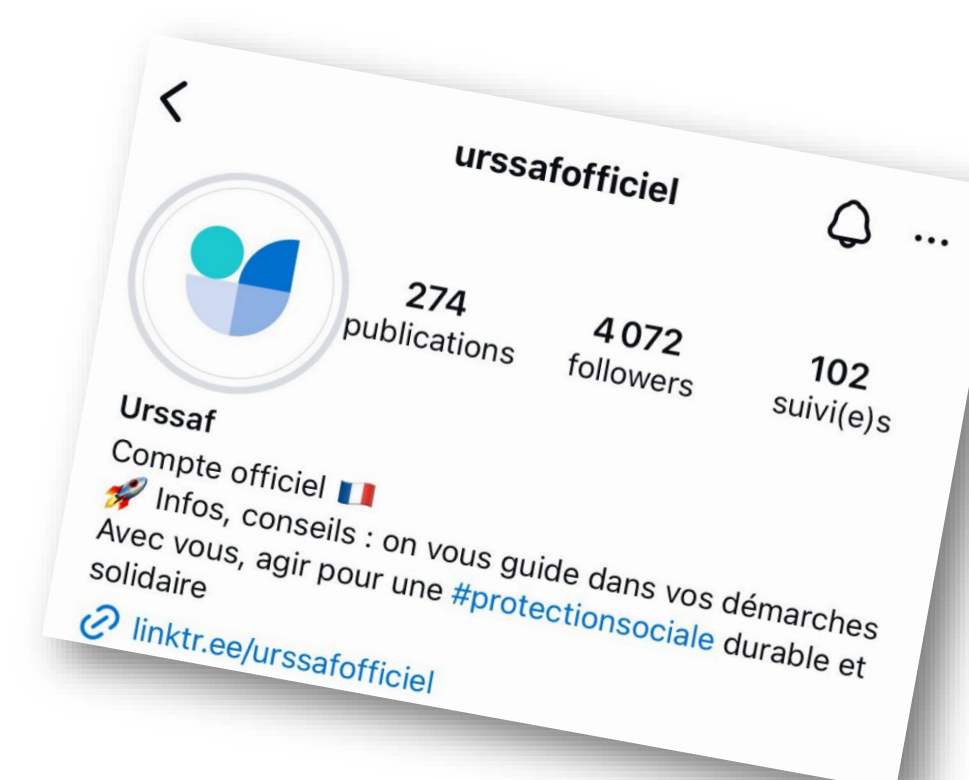 urssafofficiel
274
publications
4 072
followers
102
suivi(e)s
Urssaf
Compte officiel 🇫🇷
🚀 Infos, conseils : on vous guide dans vos démarches
Avec vous, agir pour une #protectionsociale durable et
solidaire
linktr.ee/urssafofficiel